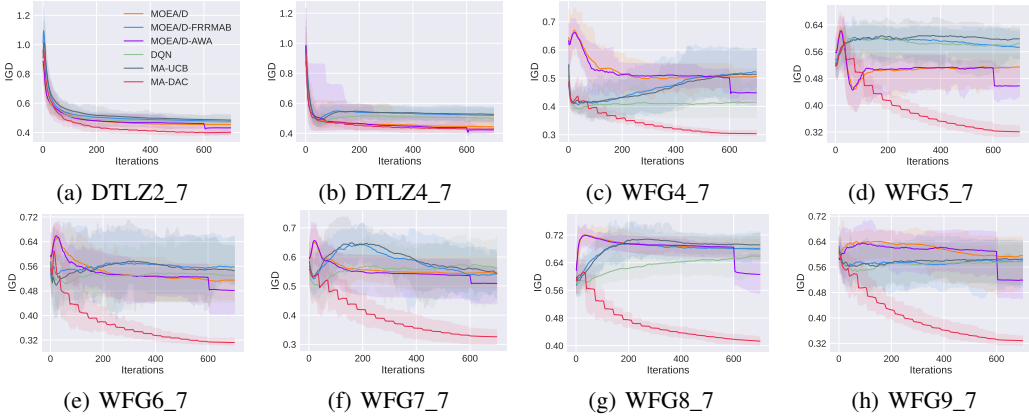 MOEA/D
MOEA/D-FRRMAB
MOEA/D-AWA
DQN
MA-UCB
MA-DAC
IGD
1.2
1.0
0.8
0.6
0.4
0 200 400 600
Iterations
(a) DTLZ2_7
IGD
1.2
1.0
0.8
0.6
0.4
0 200 400 600
Iterations
(b) DTLZ4_7
IGD
0.7
0.6
0.5
0.4
0.3
0 200 400 600
Iterations
(c) WFG4_7
IGD
0.64
0.56
0.48
0.40
0.32
0 200 400 600
Iterations
(d) WFG5_7
IGD
0.72
0.64
0.56
0.48
0.40
0.32
0 200 400 600
Iterations
(e) WFG6_7
IGD
0.7
0.6
0.5
0.4
0.3
0 200 400 600
Iterations
(f) WFG7_7
IGD
0.72
0.64
0.56
0.48
0.40
0 200 400 600
Iterations
(g) WFG8_7
IGD
0.72
0.64
0.56
0.48
0.40
0.32
0 200 400 600
Iterations
(h) WFG9_7